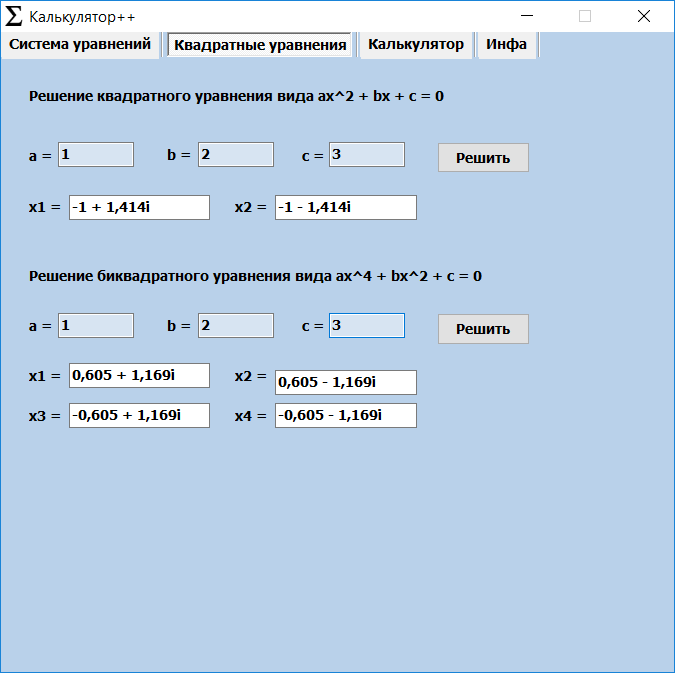 Σ Калькулятор++
Система уравнений Квадратные уравнения Калькулятор Инфа
Решение квадратного уравнения вида ax^2 + bx + c = 0
a = 1 b = 2 c = 3 Решить
x1 = -1 + 1,414i x2 = -1 - 1,414i
Решение биквадратного уравнения вида ax^4 + bx^2 + c = 0
a = 1 b = 2 c = 3 Решить
x1 = 0,605 + 1,169i x2 = 0,605 - 1,169i
x3 = -0,605 + 1,169i x4 = -0,605 - 1,169i